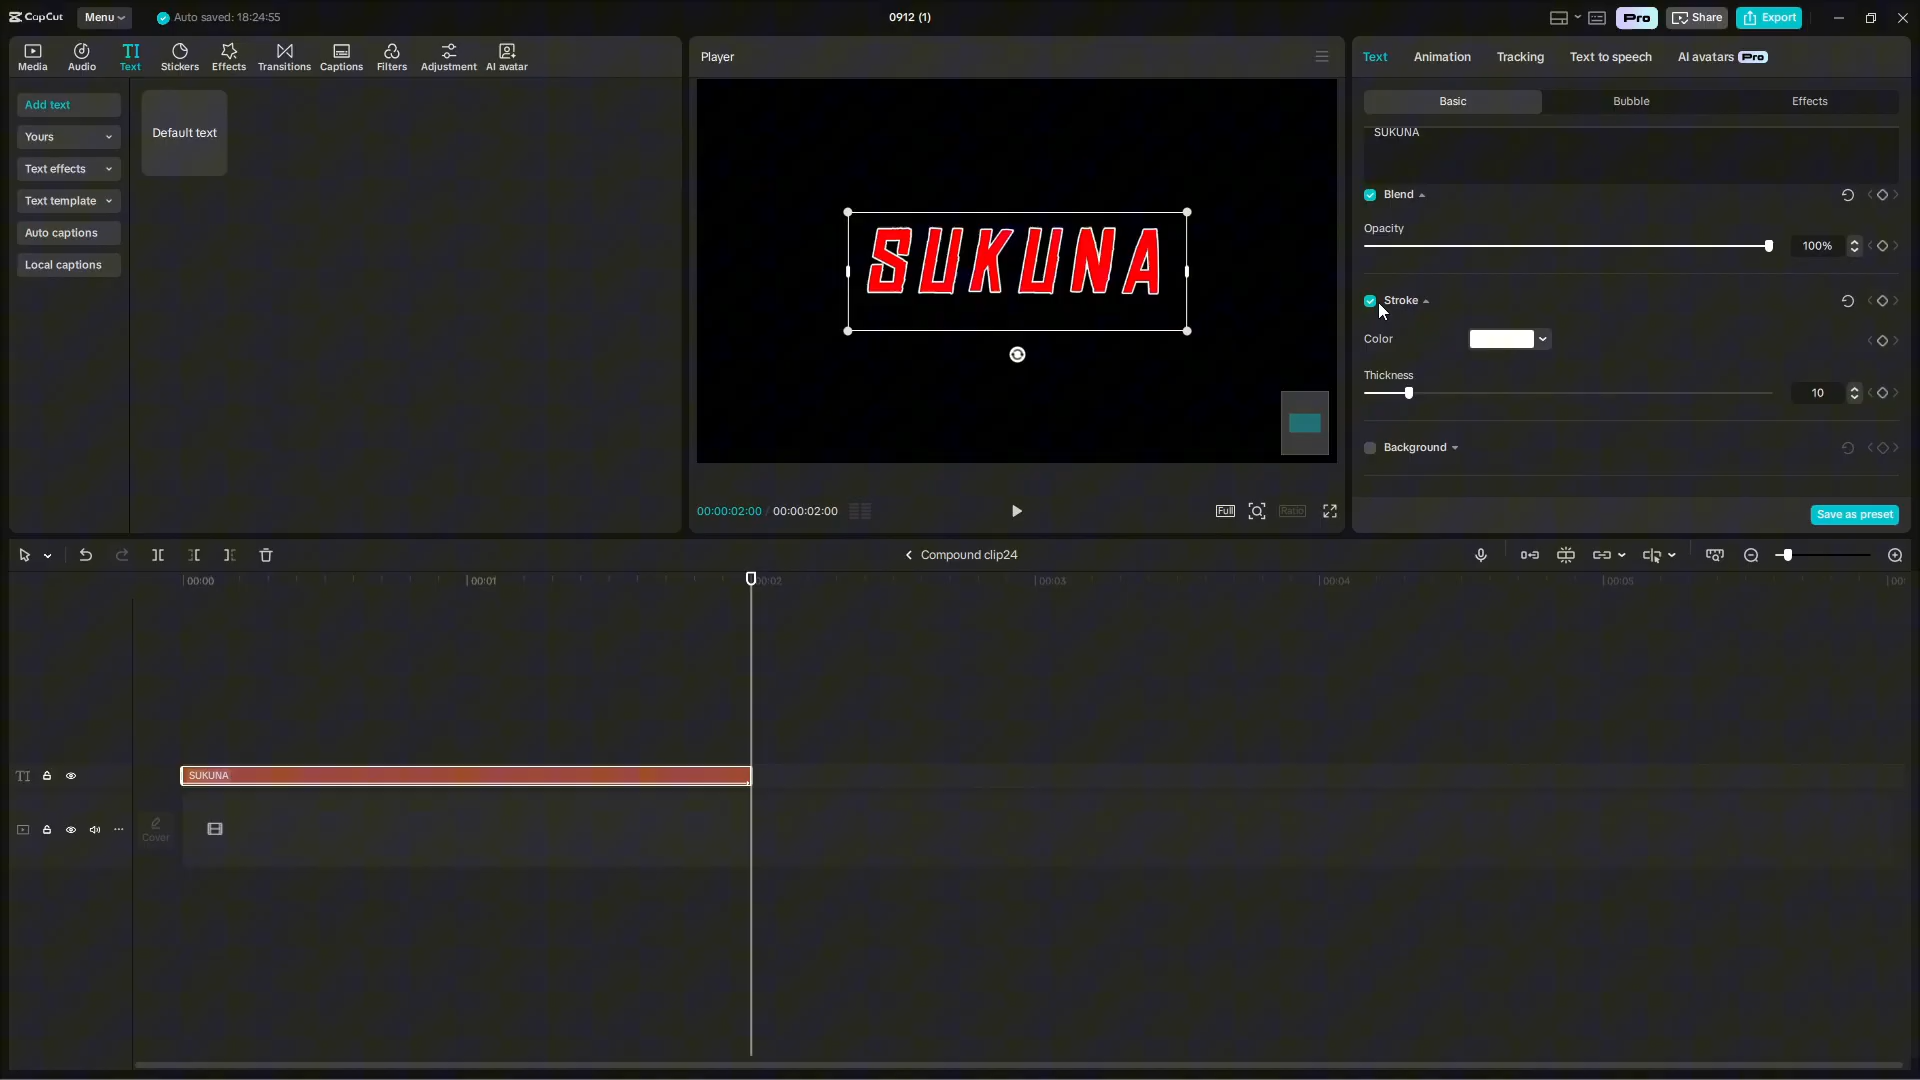 CapCut
Menu
Auto saved: 18:24:55
0912 (1)
Pro
Share
Export
Media
TI
Text
Audio
Stickers
Effects
Transitions
Captions
Filters
Adjustment
AI avatar
Add text
Yours
Text effects
Text template
Auto captions
Local captions
Default text
Player
SUKUNA
00:00:02:00 / 00:00:02:00
Full
Ratio
Text
Animation
Tracking
Text to speech
AI avatars Pro
Basic
Bubble
Effects
SUKUNA
Blend
Opacity
100%
Stroke
Color
Thickness
10
Background
Save as preset
Compound clip24
00:00
00:01
00:02
00:03
00:04
00:05
00
TI
SUKUNA
Cover